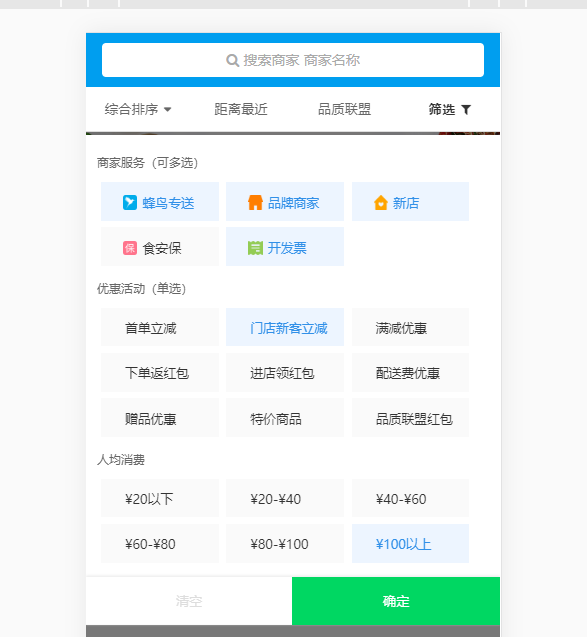 搜索商家 商家名称
综合排序 距离最近 品质联盟 筛选
商家服务（可多选）
蜂鸟专送 品牌商家 新店
保 食安保 开发票
优惠活动（单选）
首单立减 门店新客立减 满减优惠
下单返红包 进店领红包 配送费优惠
赠品优惠 特价商品 品质联盟红包
人均消费
¥20以下 ¥20-¥40 ¥40-¥60
¥60-¥80 ¥80-¥100 ¥100以上
清空 确定